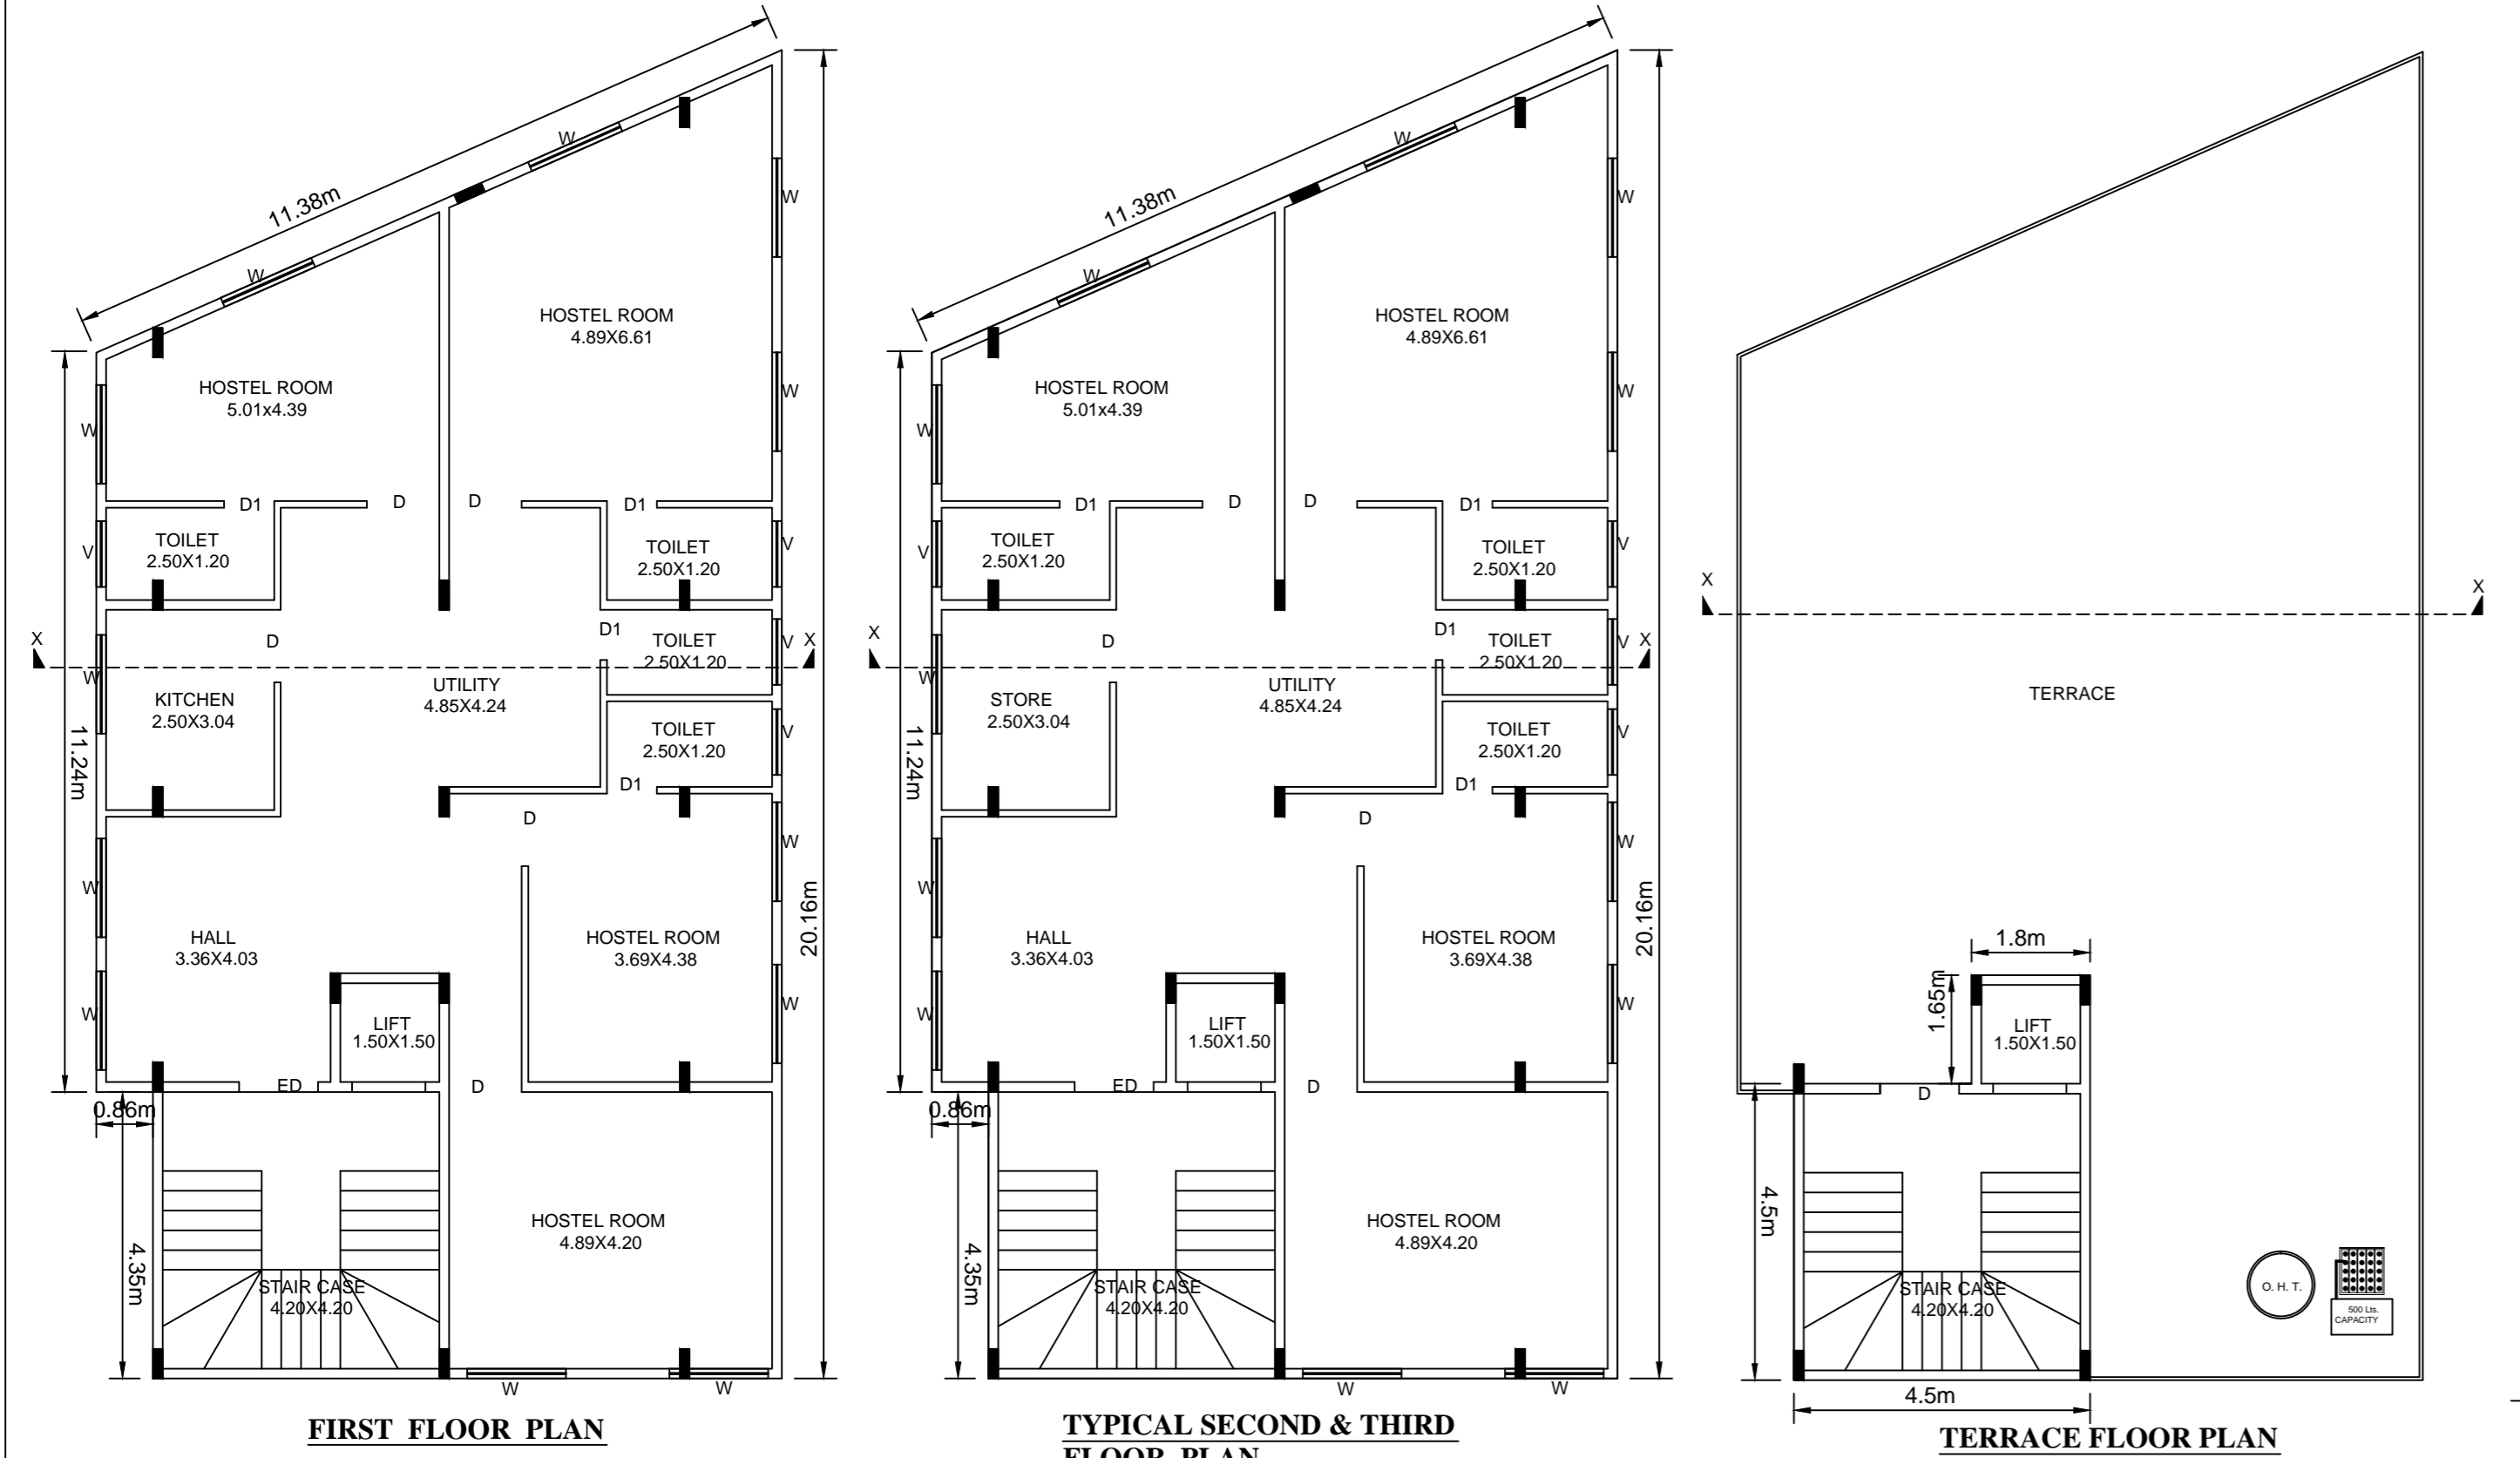 11.38m
W
W
HOSTEL ROOM
4.89X6.61
W
HOSTEL ROOM
5.01x4.39
W
W
D1
D
D
D1
TOILET
2.50X1.20
V
TOILET
2.50X1.20
V
X
D
D1
TOILET
2.50X1.20
V
X
W
KITCHEN
2.50X3.04
UTILITY
4.85X4.24
TOILET
2.50X1.20
V
11.24m
D1
D
W
W
20.16m
HALL
3.36X4.03
HOSTEL ROOM
3.69X4.38
W
W
LIFT
1.50X1.50
ED
D
0.86m
4.35m
HOSTEL ROOM
4.89X4.20
STAIR CASE
4.20X4.20
W
W
FIRST FLOOR PLAN
11.38m
W
W
HOSTEL ROOM
4.89X6.61
W
HOSTEL ROOM
5.01x4.39
W
W
D1
D
D
D1
TOILET
2.50X1.20
V
TOILET
2.50X1.20
V
X
D
D1
TOILET
2.50X1.20
V
X
W
STORE
2.50X3.04
UTILITY
4.85X4.24
TOILET
2.50X1.20
V
11.24m
D1
D
W
W
20.16m
HALL
3.36X4.03
HOSTEL ROOM
3.69X4.38
W
W
LIFT
1.50X1.50
ED
D
0.86m
4.35m
HOSTEL ROOM
4.89X4.20
STAIR CASE
4.20X4.20
W
W
TYPICAL SECOND & THIRD
FLOOR PLAN
X
X
TERRACE
1.8m
1.65m
LIFT
1.50X1.50
D
4.5m
STAIR CASE
4.20X4.20
O. H. T.
500 Lts.
CAPACITY
4.5m
TERRACE FLOOR PLAN